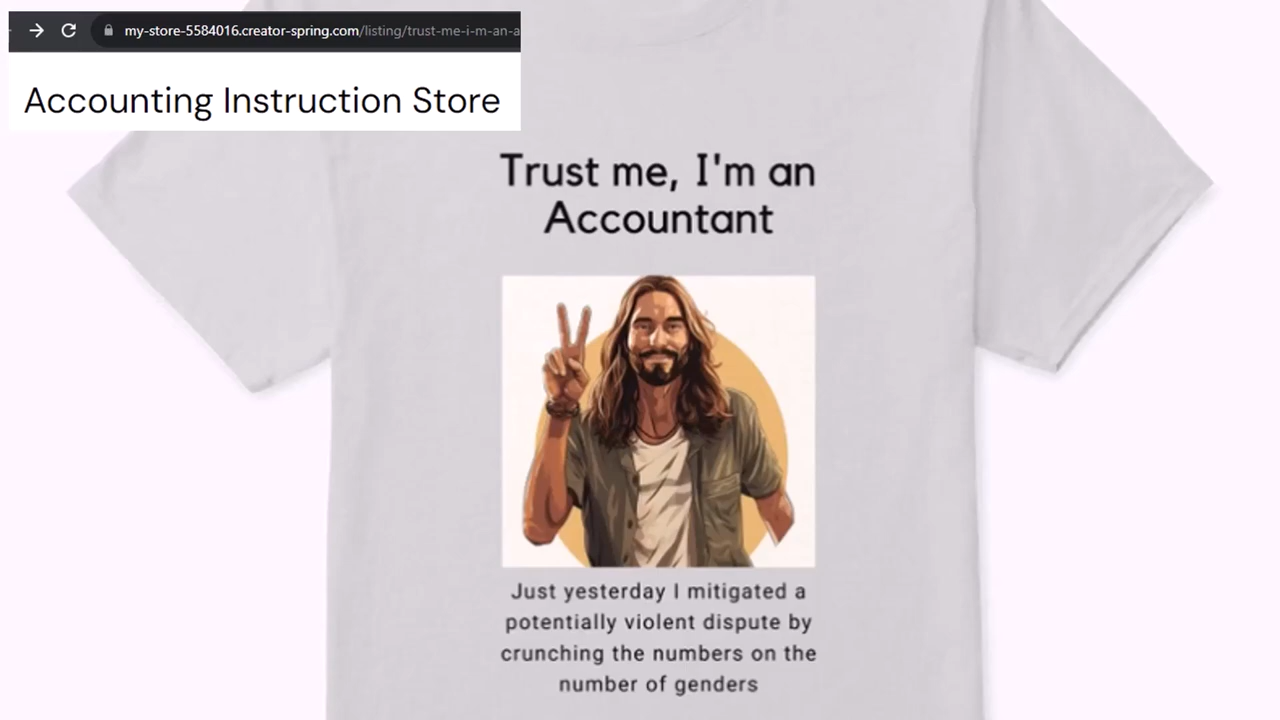 my-store-5584016.creator-spring.com/listing/trust-me-i-m-an-a
Accounting Instruction Store
Trust me, I'm an
Accountant
Just yesterday I mitigated a
potentially violent dispute by
crunching the numbers on the
number of genders